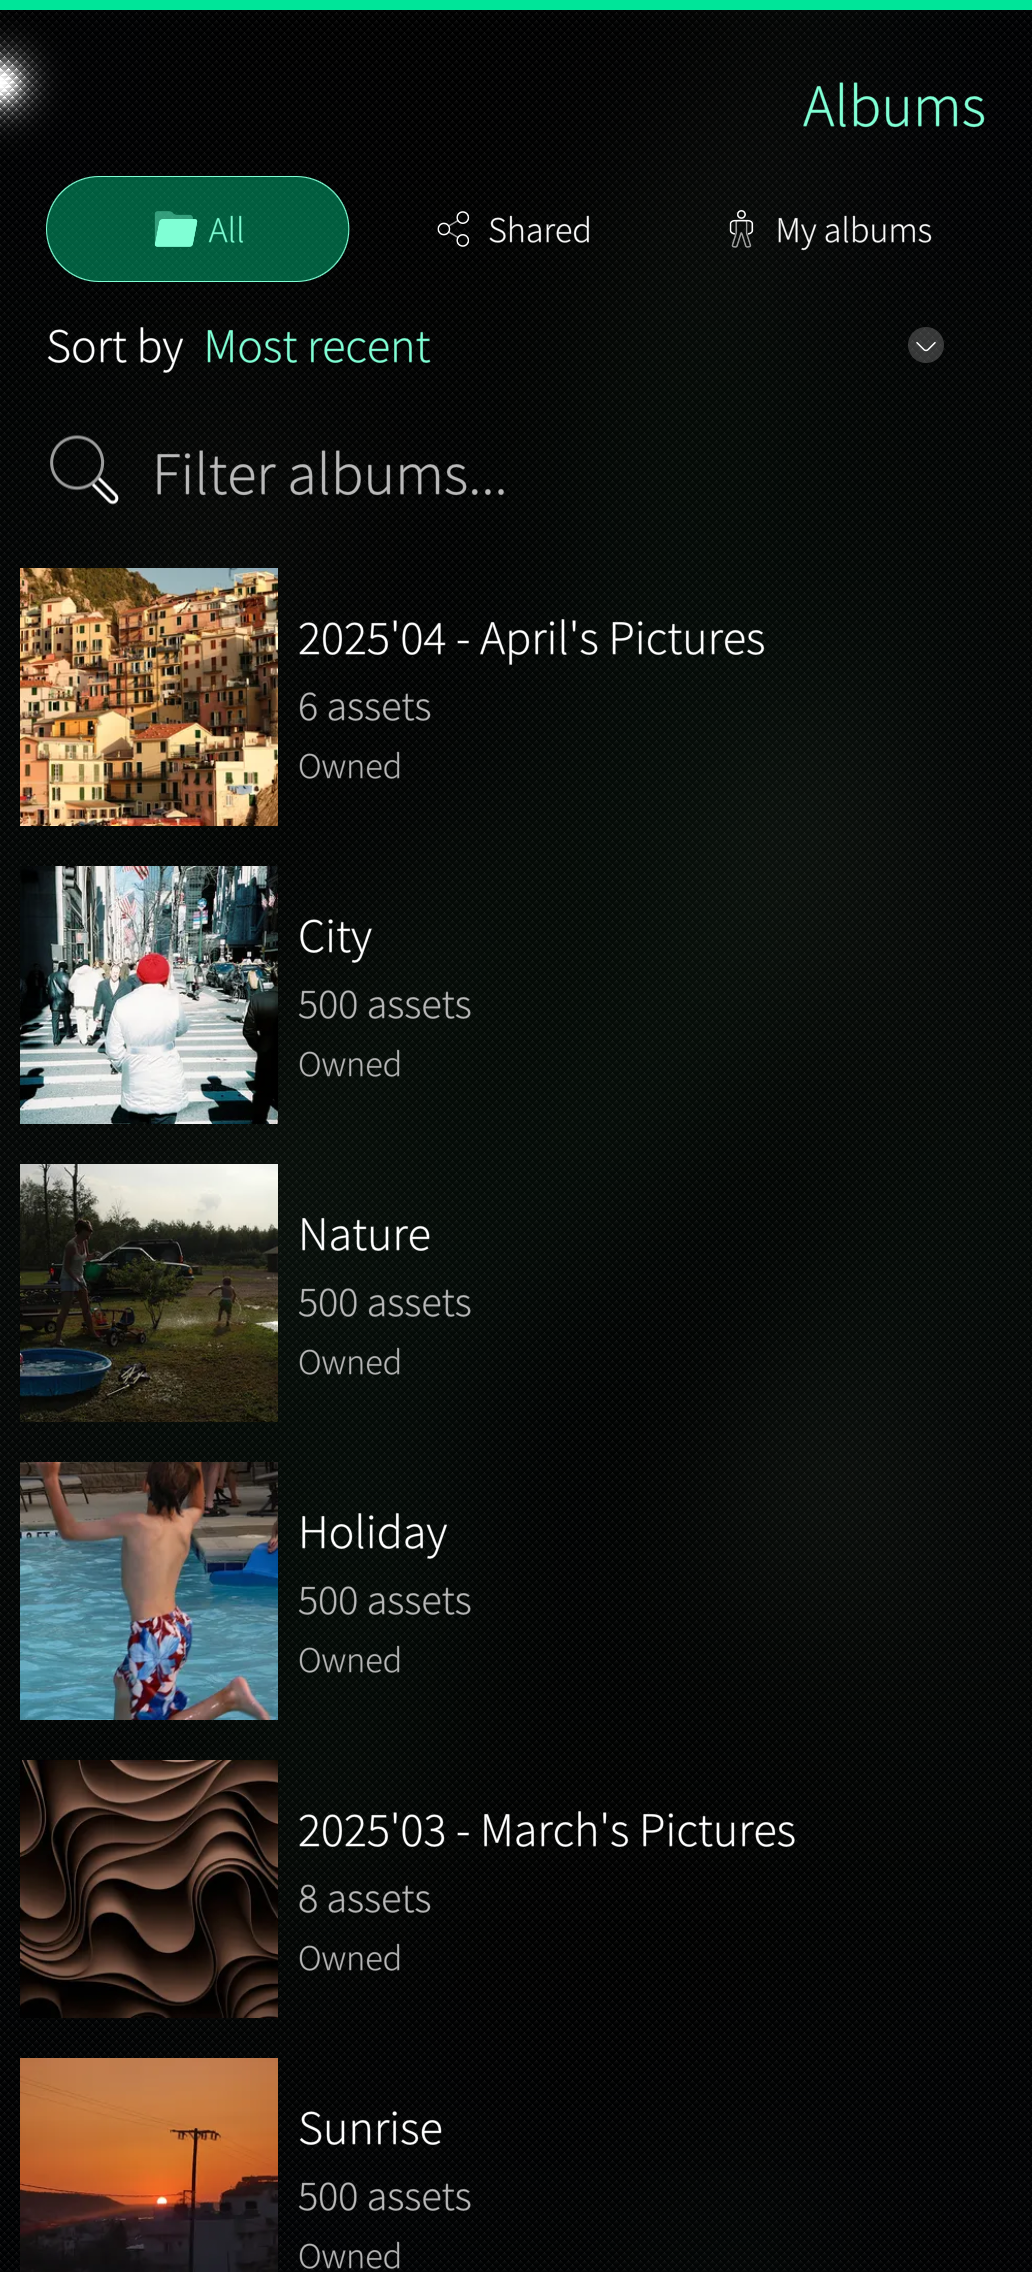 Albums
All
Shared
My albums
Sort by Most recent
Filter albums...
2025'04 - April's Pictures
6 assets
Owned
City
500 assets
Owned
Nature
500 assets
Owned
Holiday
500 assets
Owned
2025'03 - March's Pictures
8 assets
Owned
Sunrise
500 assets
Owned